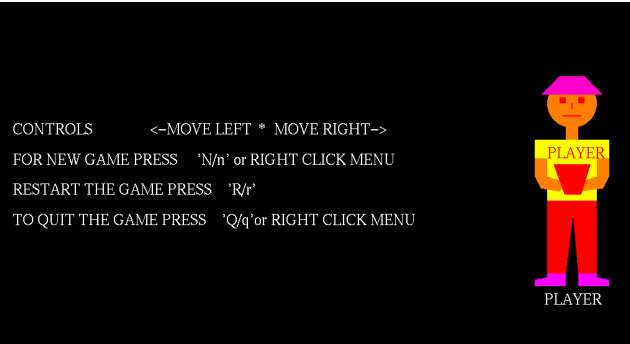 CONTROLS <-MOVE LEFT * MOVE RIGHT->
FOR NEW GAME PRESS 'N/n' or RIGHT CLICK MENU
RESTART THE GAME PRESS 'R/r'
TO QUIT THE GAME PRESS 'Q/q'or RIGHT CLICK MENU
PLAYER
PLAYER